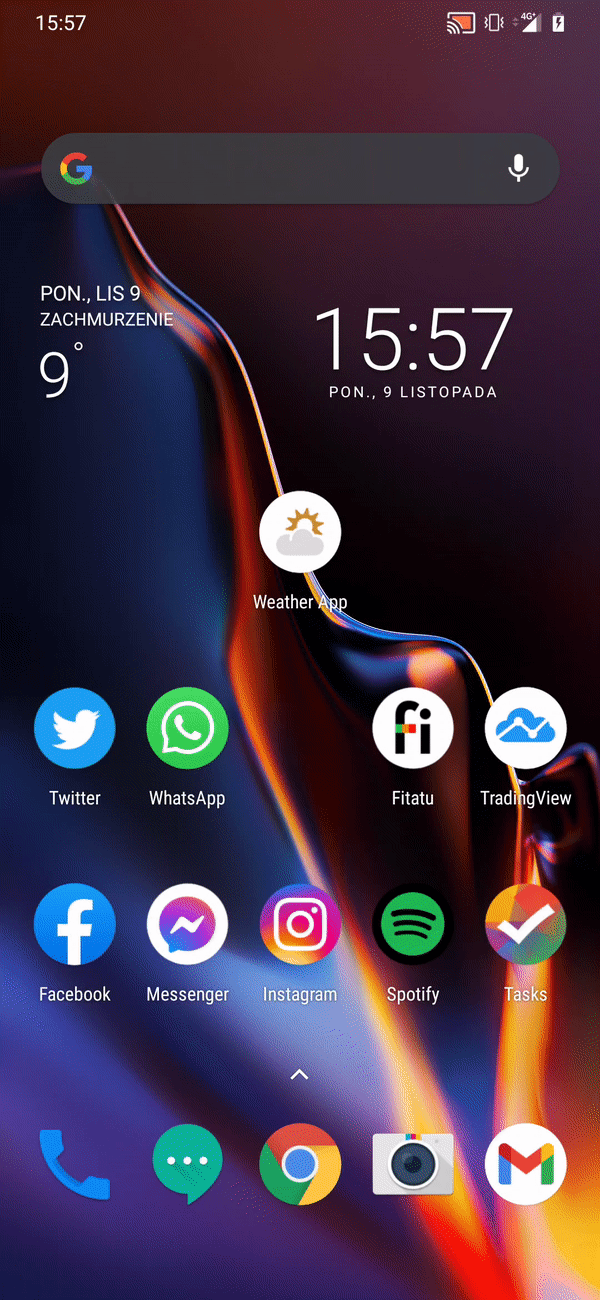 15:57
4G+
PON., LIS 9
ZACHMURZENIE
9°
15:57
PON., 9 LISTOPADA
Weather App
fi
Twitter
WhatsApp
Fitatu
TradingView
Facebook
Messenger
Instagram
Spotify
Tasks